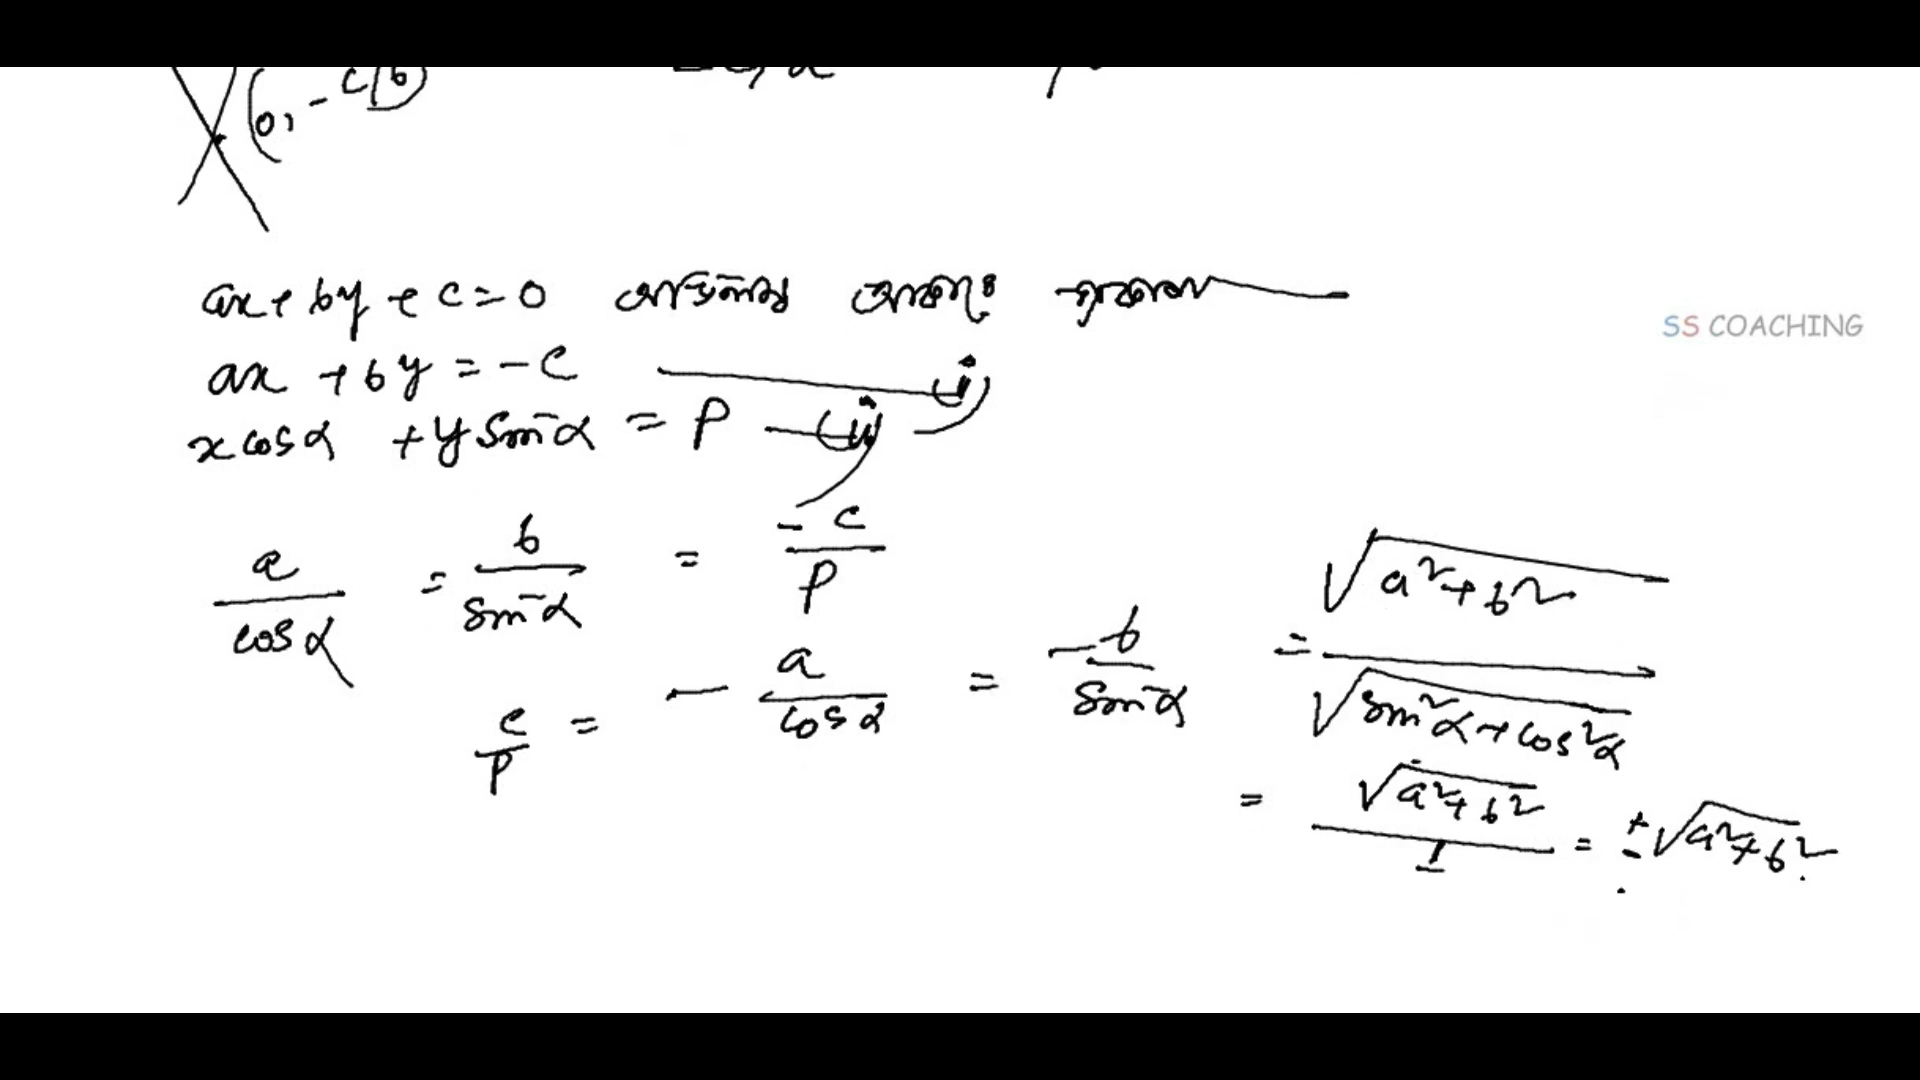 (0, -c/b)
ax + by + c = 0 অভিলম্ব আকারে প্রকাশ
SS COACHING
ax + by = -c (i)
x cos α + y sin α = P (ii)
a/cos α = b/sin α = -c/P
c/P = -a/cos α = -b/sin α = √(a²+b²)/√(sin²α+cos²α)
= √(a²+b²)/1 = ±√(a²+b²)